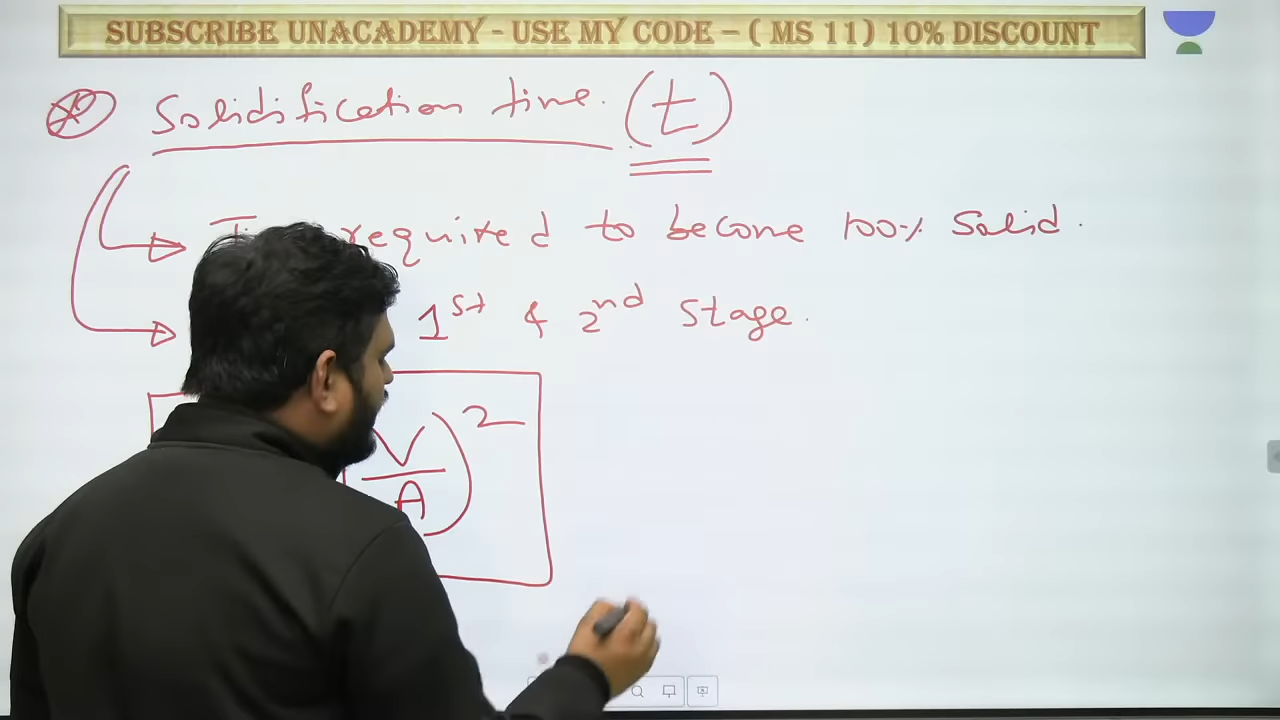 SUBSCRIBE UNACADEMY - USE MY CODE – ( MS 11) 10% DISCOUNT
Solidification time. (t)
required to become 100% Solid.
1st & 2nd Stage.
V/A)2